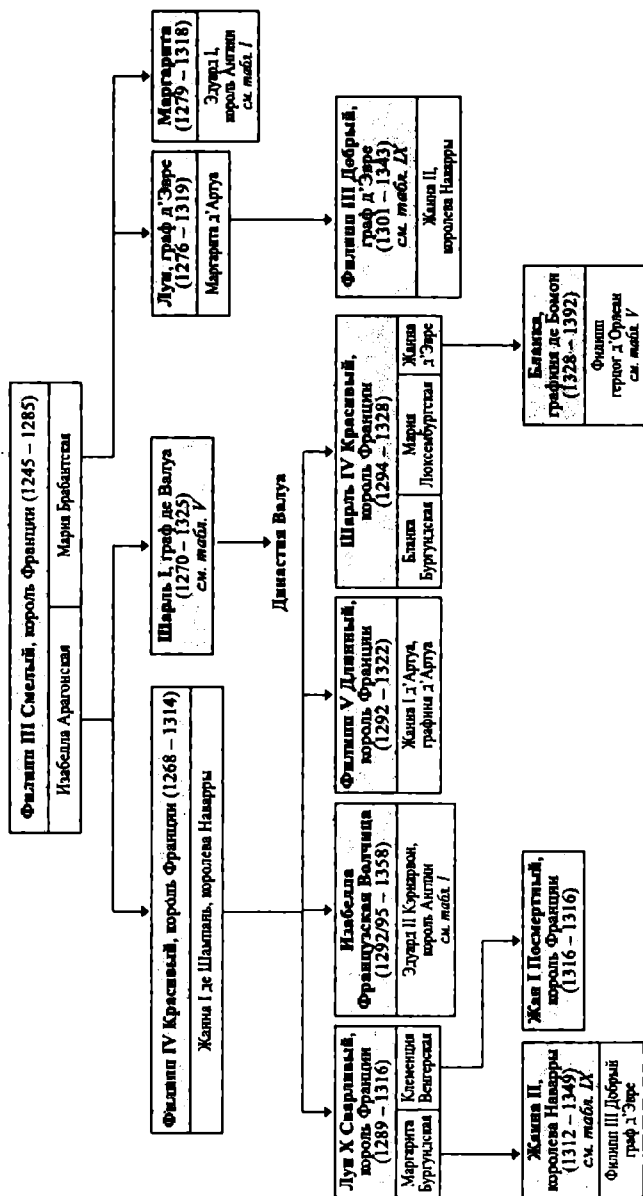 Филипп III Смелый, король Франции (1245 – 1285)
Изабелла Арагонская
Мария Брабантская
Филипп IV Красивый, король Франции (1268 – 1314)
Жанна I де Шампань, королева Наварры
Шарль I, граф де Валуа
(1270 – 1325)
см. табл. V
Династия Валуа
Луи, граф д'Эвре
(1276 – 1319)
Маргарита д'Артуа
Маргарита
(1279 – 1318)
Эдуард I,
король Англии
см. табл. I
Луи X Сварливый,
король Франции
(1289 – 1316)
Маргарита
Бургундская
Клеменция
Венгерская
Изабелла
Французская Волчица
(1292/95 – 1358)
Эдуард II Кэрнарвон,
король Англии
см. табл. I
Филипп V Длинный,
король Франции
(1292 – 1322)
Жанна I д'Артуа,
графиня д'Артуа
Шарль IV Красивый,
король Франции
(1294 – 1328)
Бланка
Бургундская
Мария
Люксембургская
Жанна
д'Эвре
Филипп III Добрый,
граф д'Эвре
(1301 – 1343)
см. табл. IX
Жанна II,
королева Наварры
Жанна II,
королева Наварры
(1312 – 1349)
см. табл. IX
Филипп III Добрый
граф д'Эвре
Жан I Посмертный,
король Франции
(1316 – 1316)
Бланка,
графиня де Бомон
(1328 – 1392)
Филипп
герцог д'Орлеан
см. табл. V